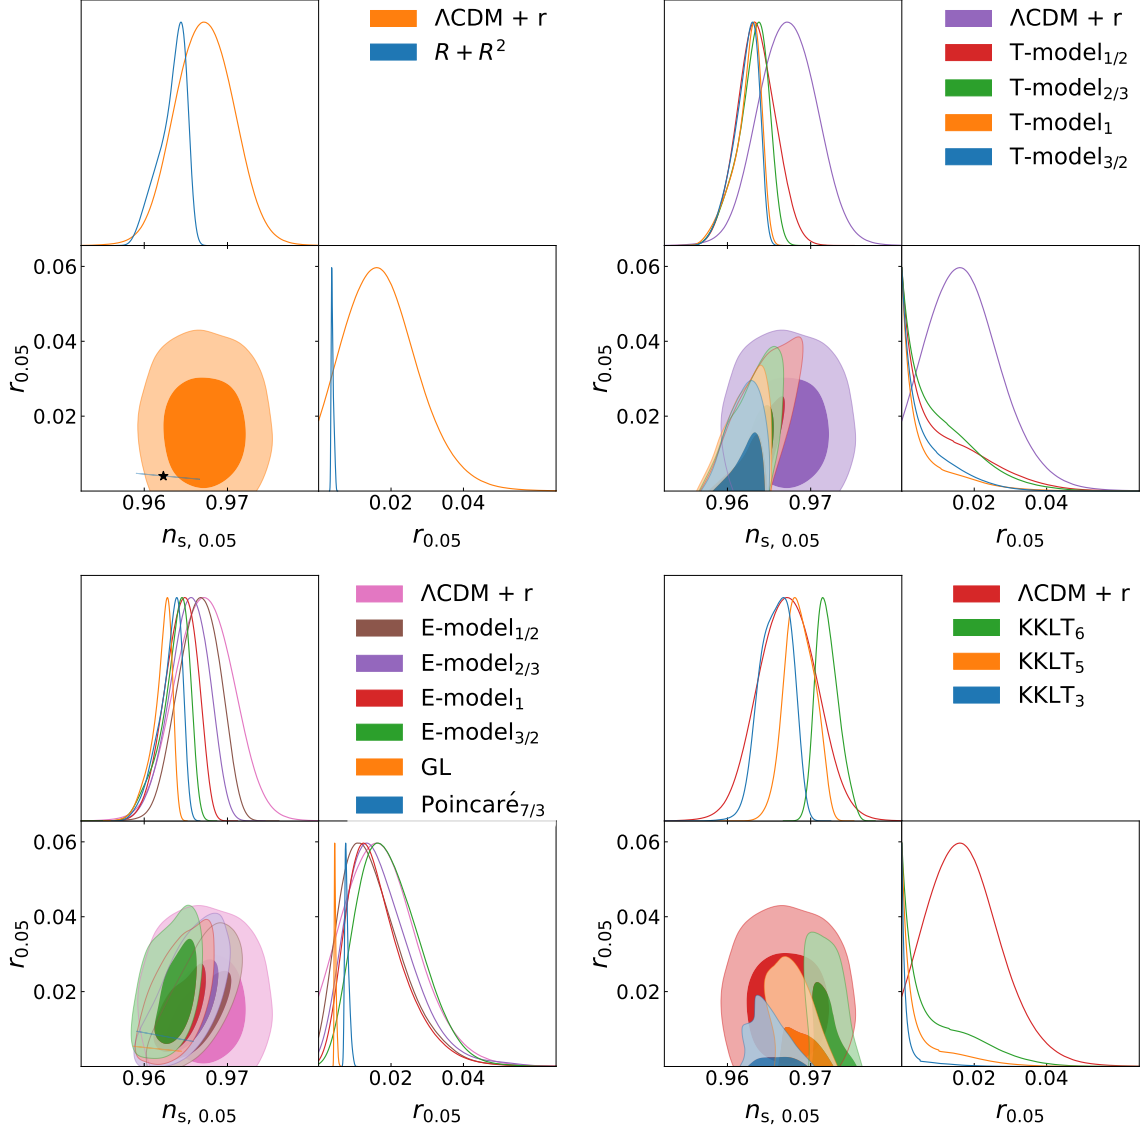 ΛCDM + r
R + R²
0.06
0.04
0.02
r₀.₀₅
0.96
0.97
nₛ, ₀.₀₅
0.02
0.04
r₀.₀₅
ΛCDM + r
T-model₁/₂
T-model₂/₃
T-model₁
T-model₃/₂
0.06
0.04
0.02
r₀.₀₅
0.96
0.97
nₛ, ₀.₀₅
0.02
0.04
r₀.₀₅
ΛCDM + r
E-model₁/₂
E-model₂/₃
E-model₁
E-model₃/₂
GL
Poincaré₇/₃
0.06
0.04
0.02
r₀.₀₅
0.96
0.97
nₛ, ₀.₀₅
0.02
0.04
r₀.₀₅
ΛCDM + r
KKLT₆
KKLT₅
KKLT₃
0.06
0.04
0.02
r₀.₀₅
0.96
0.97
nₛ, ₀.₀₅
0.02
0.04
r₀.₀₅